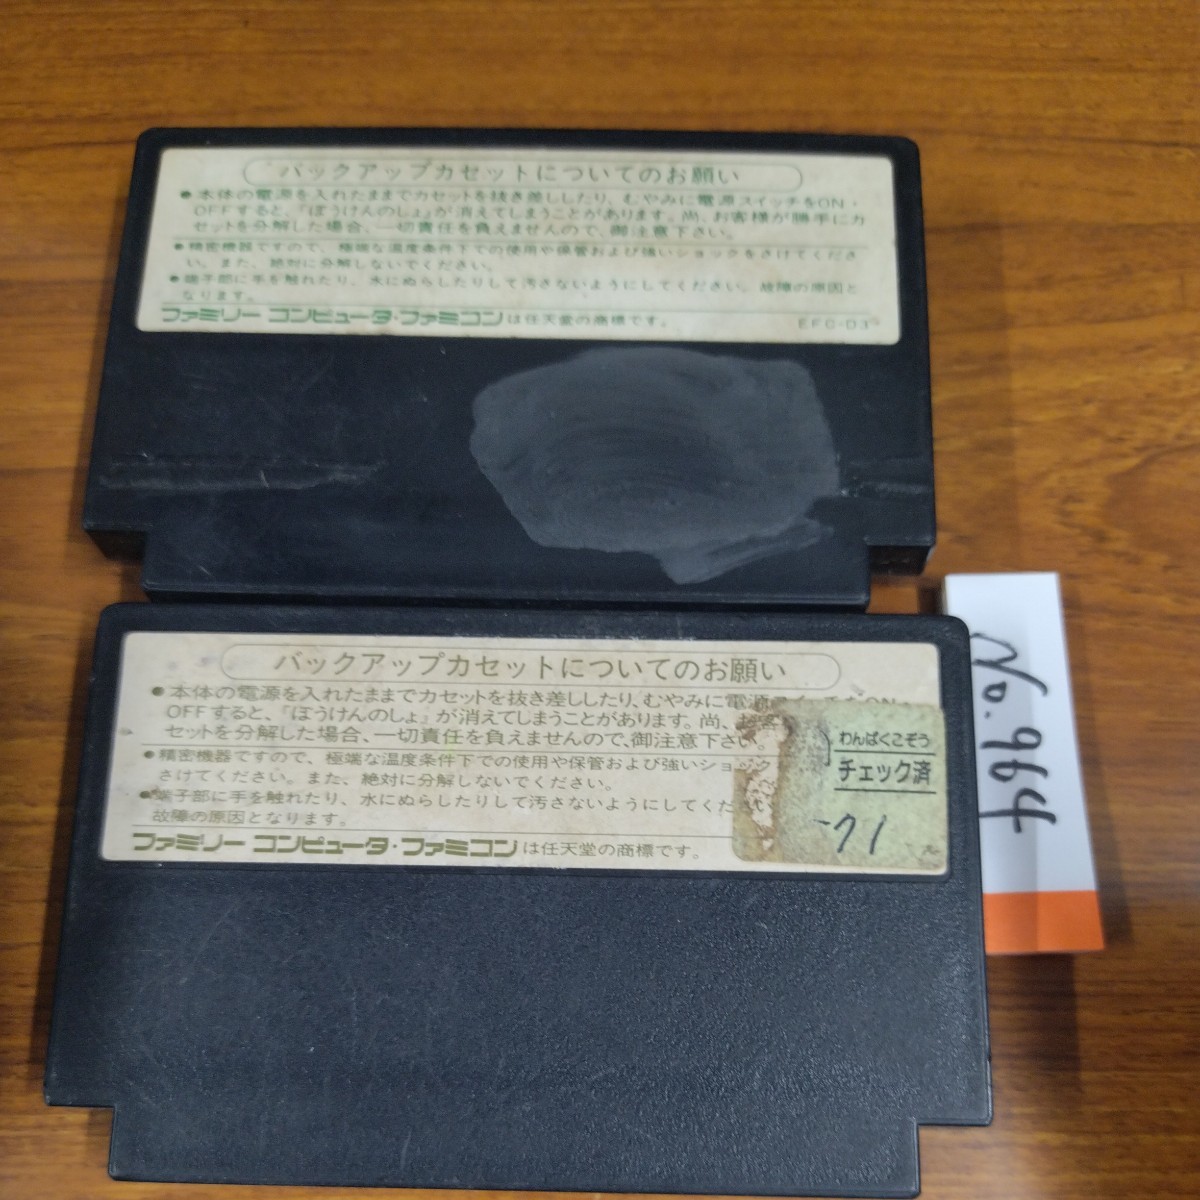 バックアップカセットについてのお願い
●本体の電源を入れたままでカセットを抜き差ししたり、むやみに電源スイッチをON・
OFFすると、『ぼうけんのしょ』が消えてしまうことがあります。尚、お客様が勝手にカ
セットを分解した場合、一切責任を負えませんので、御注意下さい。
●精密機器ですので、極端な温度条件下での使用や保管および強いショックをさけてくださ
い。また、絶対に分解しないでください。
●端子部に手を触れたり、水にぬらしたりして汚さないようにしてください。故障の原因と
なります。
ファミリーコンピュータ・ファミコンは任天堂の商標です。
EFC-D3
バックアップカセットについてのお願い
●本体の電源を入れたままでカセットを抜き差ししたり、むやみに電源スイッチをON・
OFFすると、『ぼうけんのしょ』が消えてしまうことがあります。尚、お客
セットを分解した場合、一切責任を負えませんので、御注意下さい。
●精密機器ですので、極端な温度条件下での使用や保管および強いショック
さけてください。また、絶対に分解しないでください。
●端子部に手を触れたり、水にぬらしたりして汚さないようにしてくだ
故障の原因となります。
ファミリーコンピュータ・ファミコンは任天堂の商標です。
わんぱくこぞう
チェック済
-71
No.964